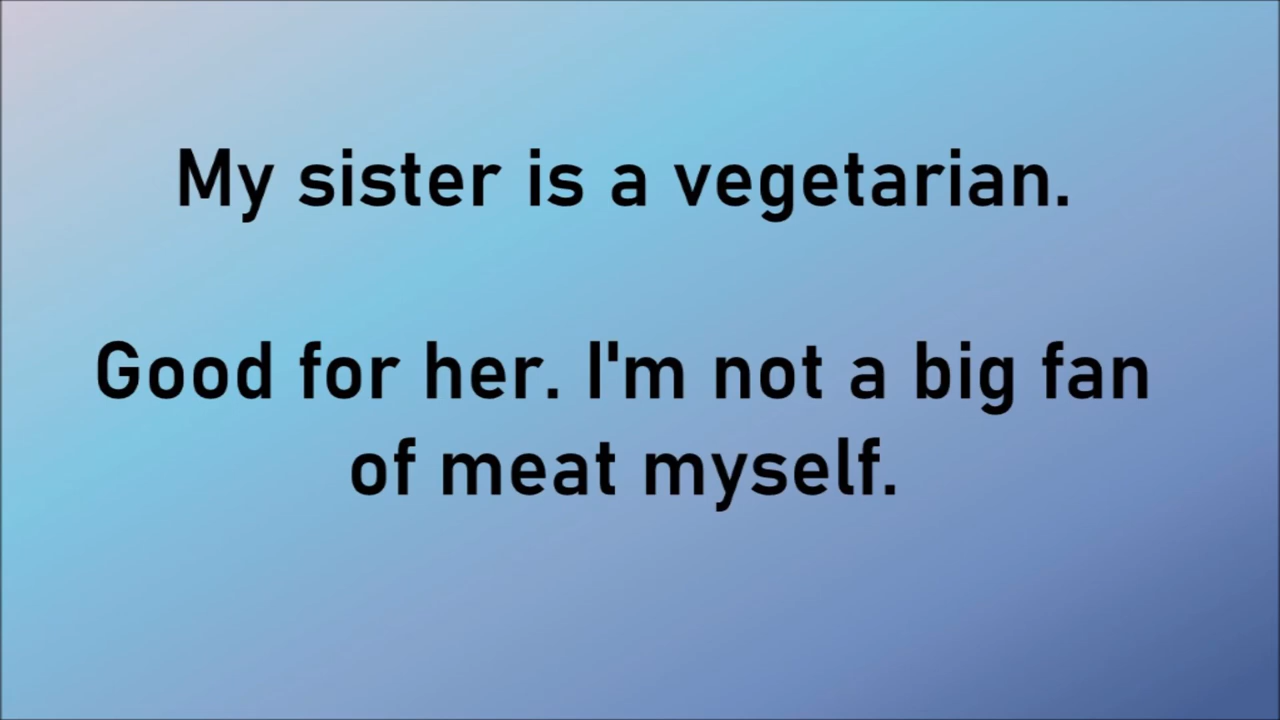 My sister is a vegetarian.
Good for her. I'm not a big fan
of meat myself.